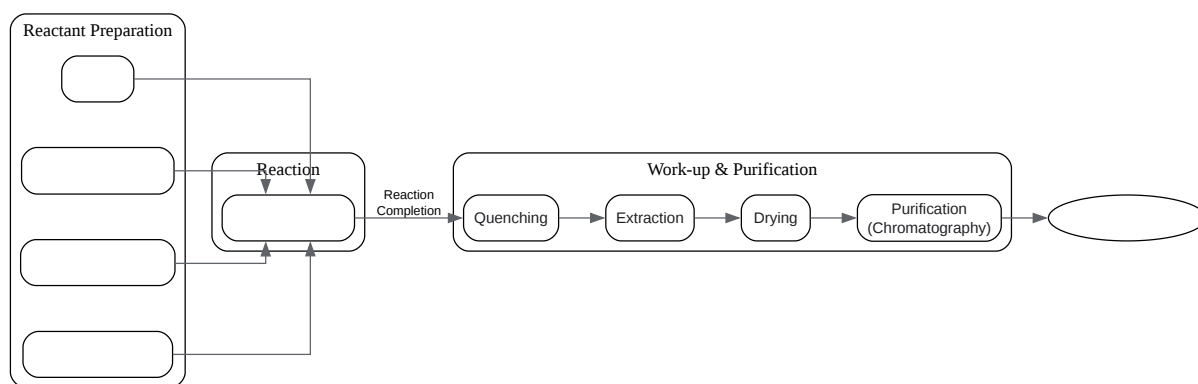 Reactant Preparation
Reaction
Reaction
Completion
Work-up & Purification
Quenching
Extraction
Drying
Purification
(Chromatography)